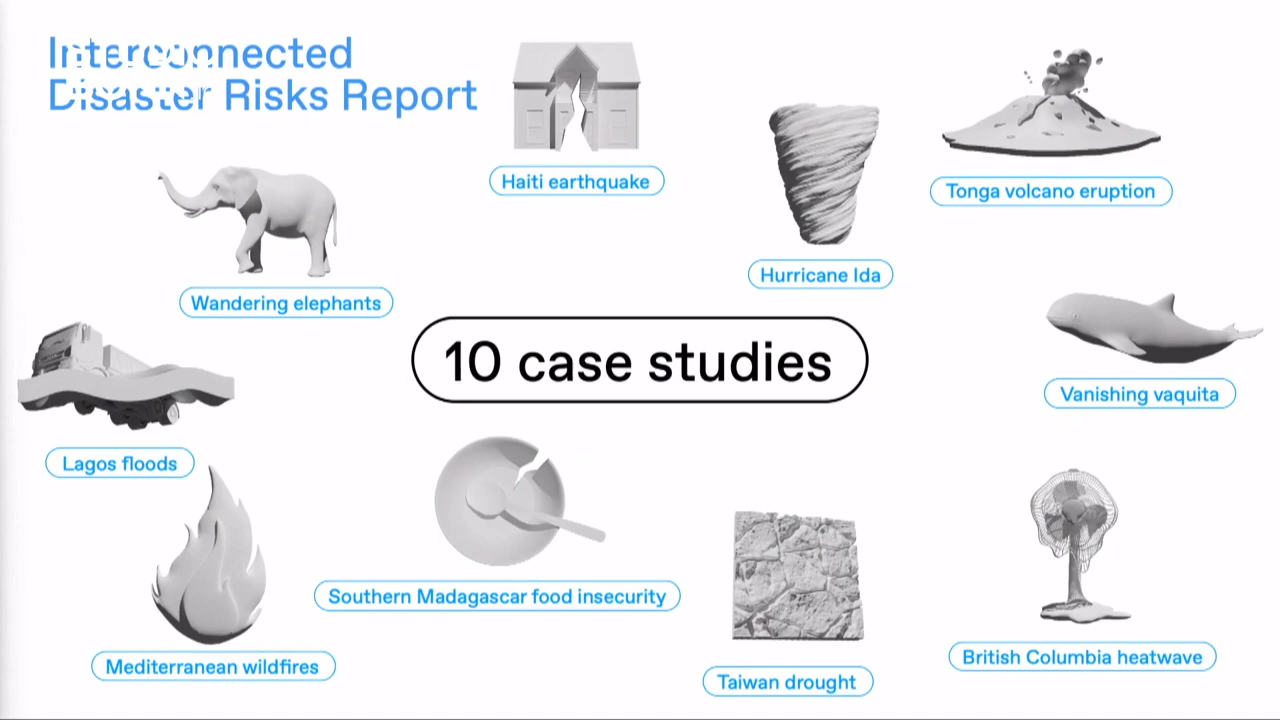 Interconnected
Disaster Risks Report
Haiti earthquake
Tonga volcano eruption
Hurricane Ida
Wandering elephants
10 case studies
Vanishing vaquita
Lagos floods
Southern Madagascar food insecurity
British Columbia heatwave
Mediterranean wildfires
Taiwan drought